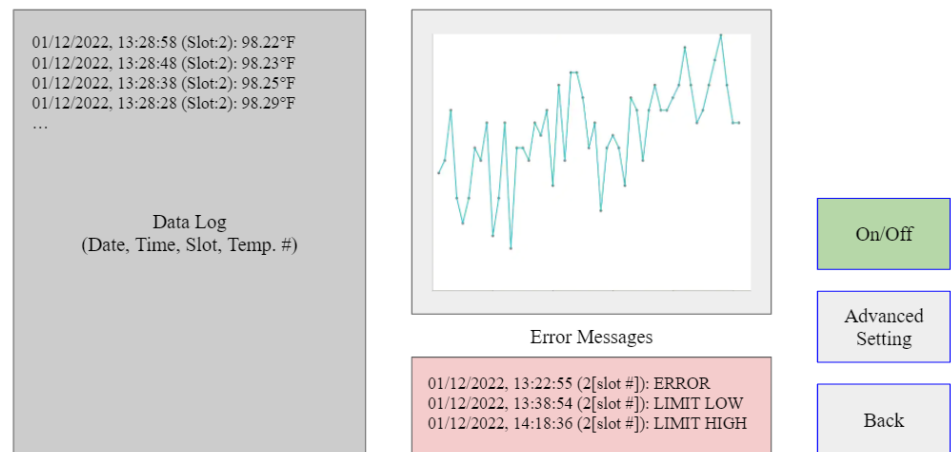 01/12/2022, 13:28:58 (Slot:2): 98.22°F
01/12/2022, 13:28:48 (Slot:2): 98.23°F
01/12/2022, 13:28:38 (Slot:2): 98.25°F
01/12/2022, 13:28:28 (Slot:2): 98.29°F
…
Data Log
(Date, Time, Slot, Temp. #)
Error Messages
01/12/2022, 13:22:55 (2[slot #]): ERROR
01/12/2022, 13:38:54 (2[slot #]): LIMIT LOW
01/12/2022, 14:18:36 (2[slot #]): LIMIT HIGH
On/Off
Advanced
Setting
Back